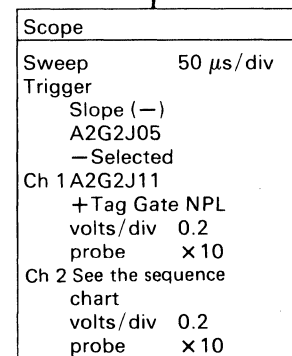 Scope
Sweep 50 μs/div
Trigger
Slope (−)
A2G2J05
−Selected
Ch 1 A2G2J11
+Tag Gate NPL
volts/div 0.2
probe ×10
Ch 2 See the sequence
chart
volts/div 0.2
probe ×10